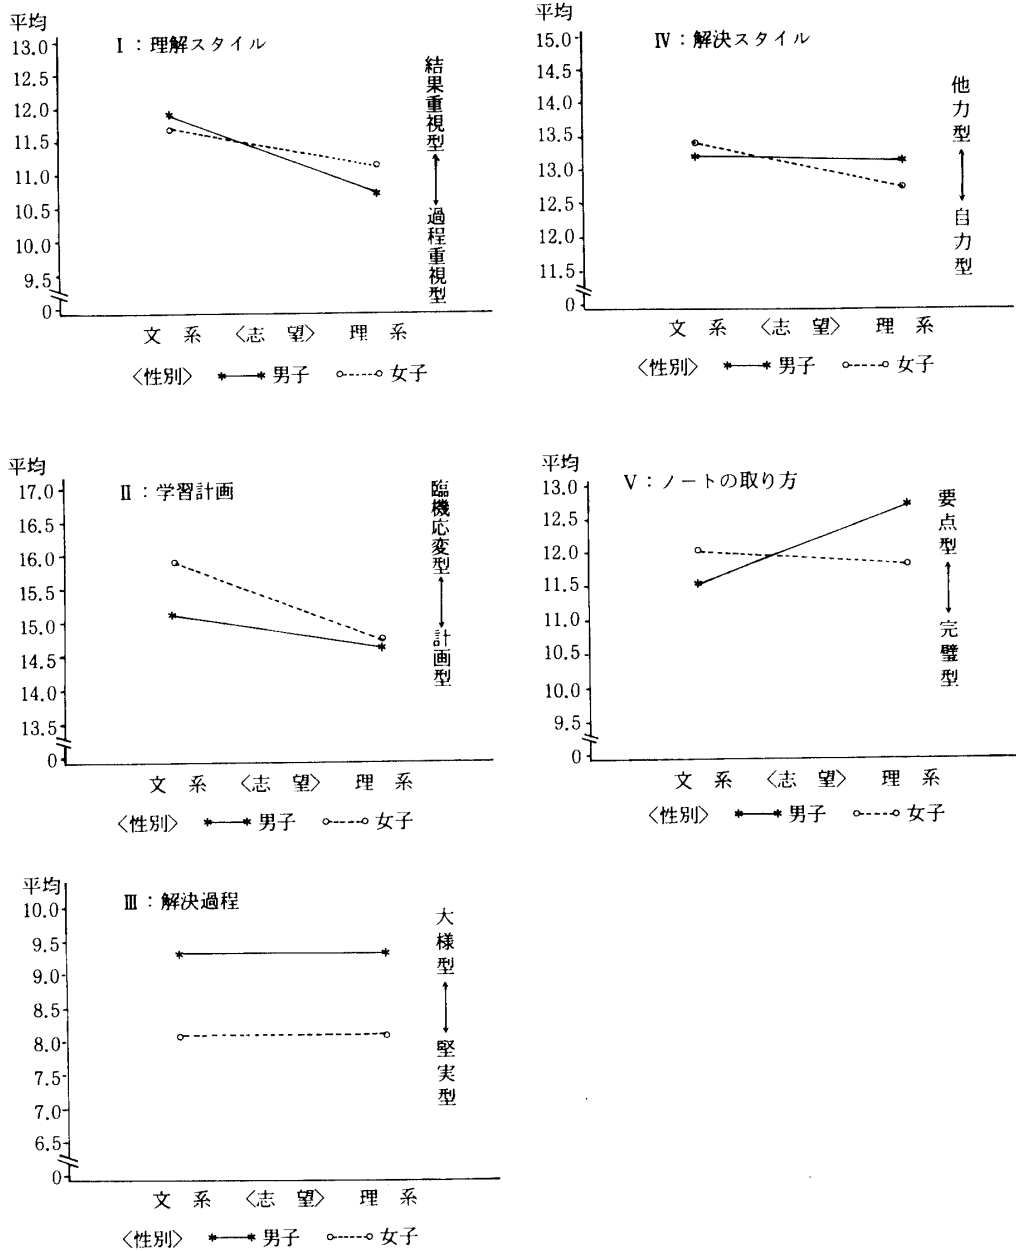 平均
Ⅰ：理解スタイル
13.0
12.5
12.0
11.5
11.0
10.5
10.0
9.5
0
結果重視型
過程重視型
文系 〈志望〉 理系
〈性別〉 男子 女子
平均
Ⅳ：解決スタイル
15.0
14.5
14.0
13.5
13.0
12.5
12.0
11.5
0
他力型
自力型
文系 〈志望〉 理系
〈性別〉 男子 女子
平均
Ⅱ：学習計画
17.0
16.5
16.0
15.5
15.0
14.5
14.0
13.5
0
臨機応変型
計画型
文系 〈志望〉 理系
〈性別〉 男子 女子
平均
Ⅴ：ノートの取り方
13.0
12.5
12.0
11.5
11.0
10.5
10.0
9.5
0
要点型
完璧型
文系 〈志望〉 理系
〈性別〉 男子 女子
平均
Ⅲ：解決過程
10.0
9.5
9.0
8.5
8.0
7.5
7.0
6.5
0
大様型
堅実型
文系 〈志望〉 理系
〈性別〉 男子 女子